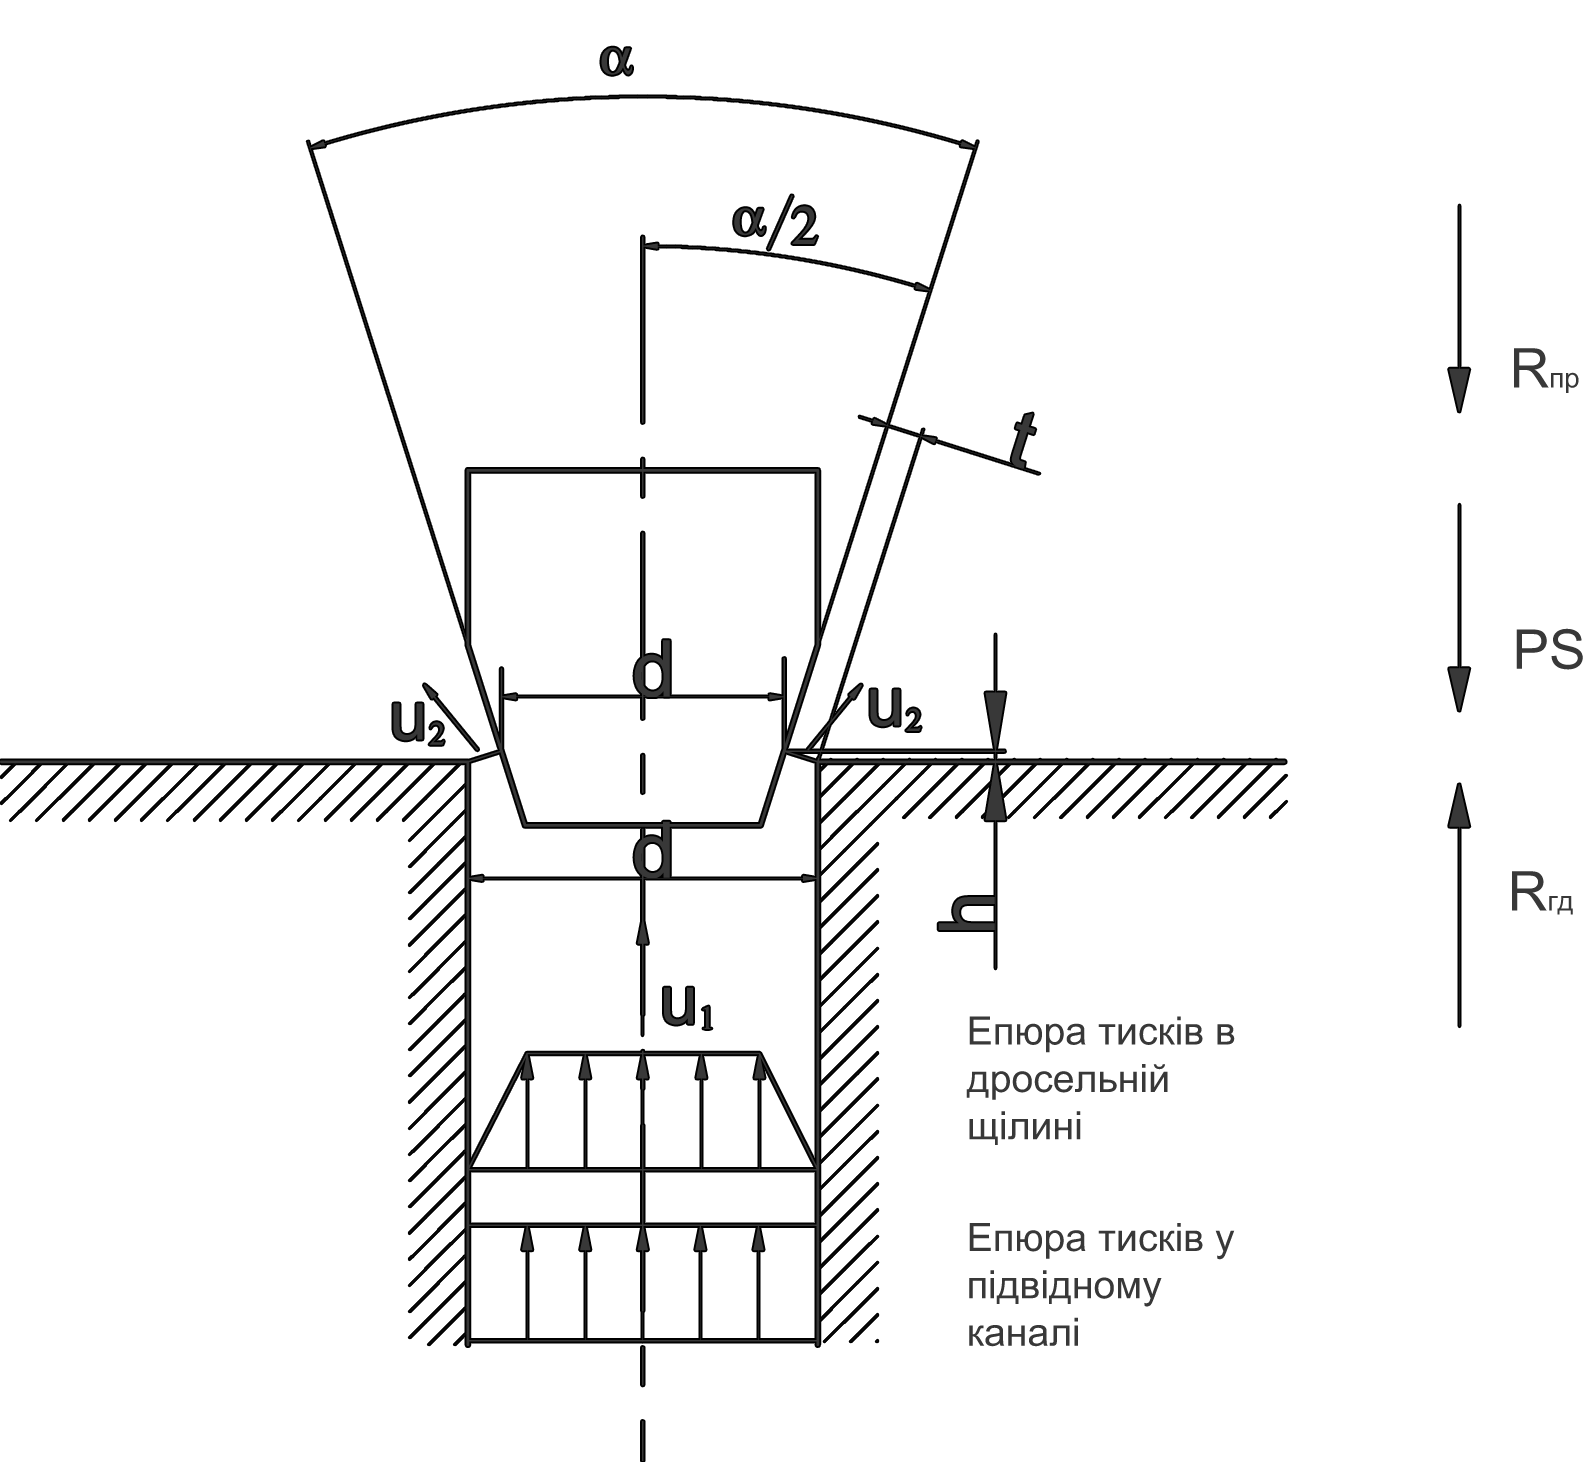 α
α/2
Rпр
t
PS
d
u₂
u₂
d
Rгд
h
u₁
Епюра тисків в
дросельній
щілині
Епюра тисків у
підвідному
каналі